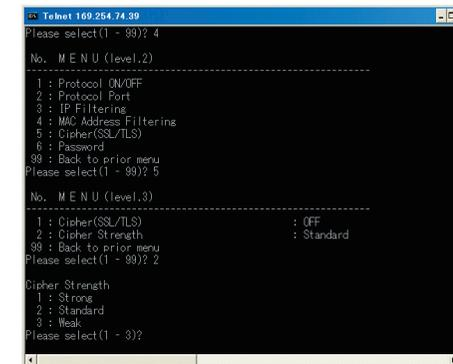 Telnet 169.254.74.39
Please select(1 - 99)? 4
No. M E N U (level.2)
-----------------------------------------------------------
1 : Protocol ON/OFF
2 : Protocol Port
3 : IP Filtering
4 : MAC Address Filtering
5 : Cipher(SSL/TLS)
6 : Password
99 : Back to prior menu
Please select(1 - 99)? 5
No. M E N U (level.3)
-----------------------------------------------------------
1 : Cipher(SSL/TLS) : OFF
2 : Cipher Strength : Standard
99 : Back to prior menu
Please select(1 - 99)? 2
Cipher Strength
1 : Strong
2 : Standard
3 : Weak
Please select(1 - 3)?